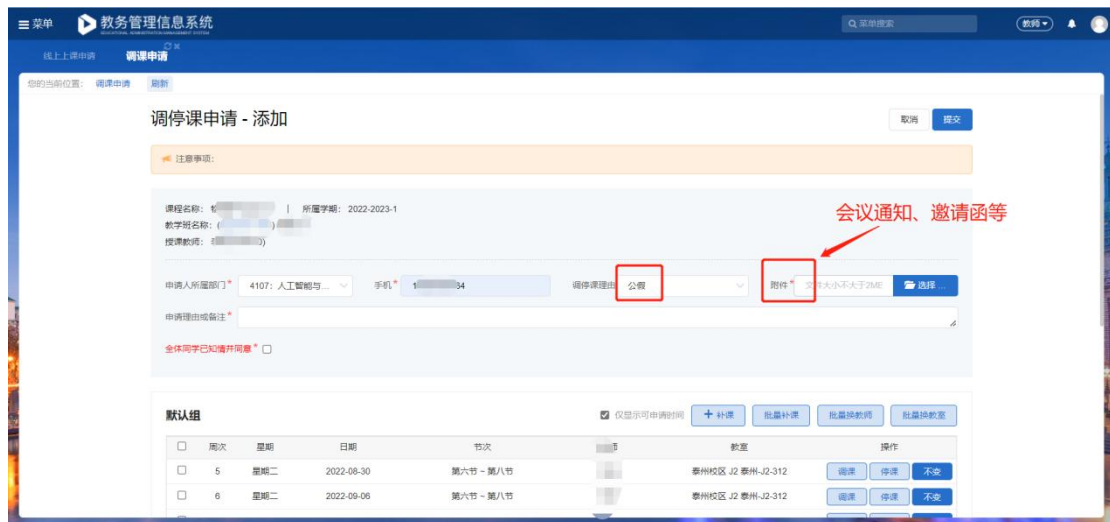 菜单 教务管理信息系统 菜单搜索 教师
EDUCATIONAL ADMINISTRATION MANAGEMENT SYSTEM
线上上课申请 调课申请
您的当前位置： 调课申请 刷新
调停课申请 - 添加 取消 提交
注意事项：
课程名称： | 所属学期： 2022-2023-1
教学班名称： ( )
授课教师： )
会议通知、邀请函等
申请人所属部门* 4107：人工智能与... 手机* 1 34 调停课理由 公假 附件* 文件大小不大于2ME 选择 ...
申请理由或备注*
全体同学已知情并同意*
默认组 仅显示可申请时间 + 补课 批量补课 批量换教师 批量换教室
周次 星期 日期 节次 师 教室 操作
5 星期二 2022-08-30 第六节 ~ 第八节 泰州校区 J2 泰州-J2-312 调课 停课 不变
6 星期二 2022-09-06 第六节 ~ 第八节 泰州校区 J2 泰州-J2-312 调课 停课 不变